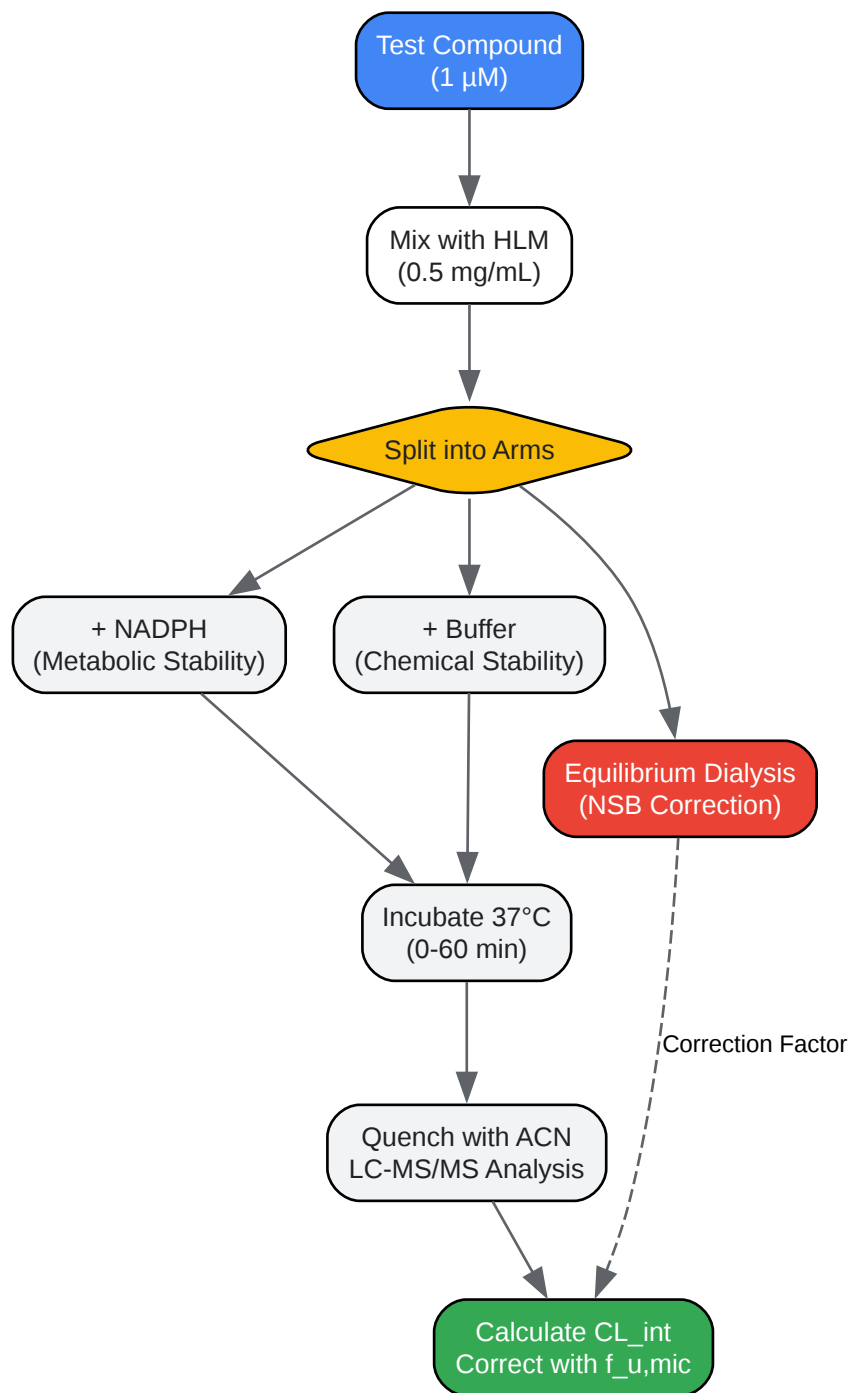 Test Compound
(1 µM)
Mix with HLM
(0.5 mg/mL)
Split into Arms
+ NADPH
(Metabolic Stability)
+ Buffer
(Chemical Stability)
Equilibrium Dialysis
(NSB Correction)
Incubate 37°C
(0-60 min)
Correction Factor
Quench with ACN
LC-MS/MS Analysis
Calculate CL_int
Correct with f_u,mic